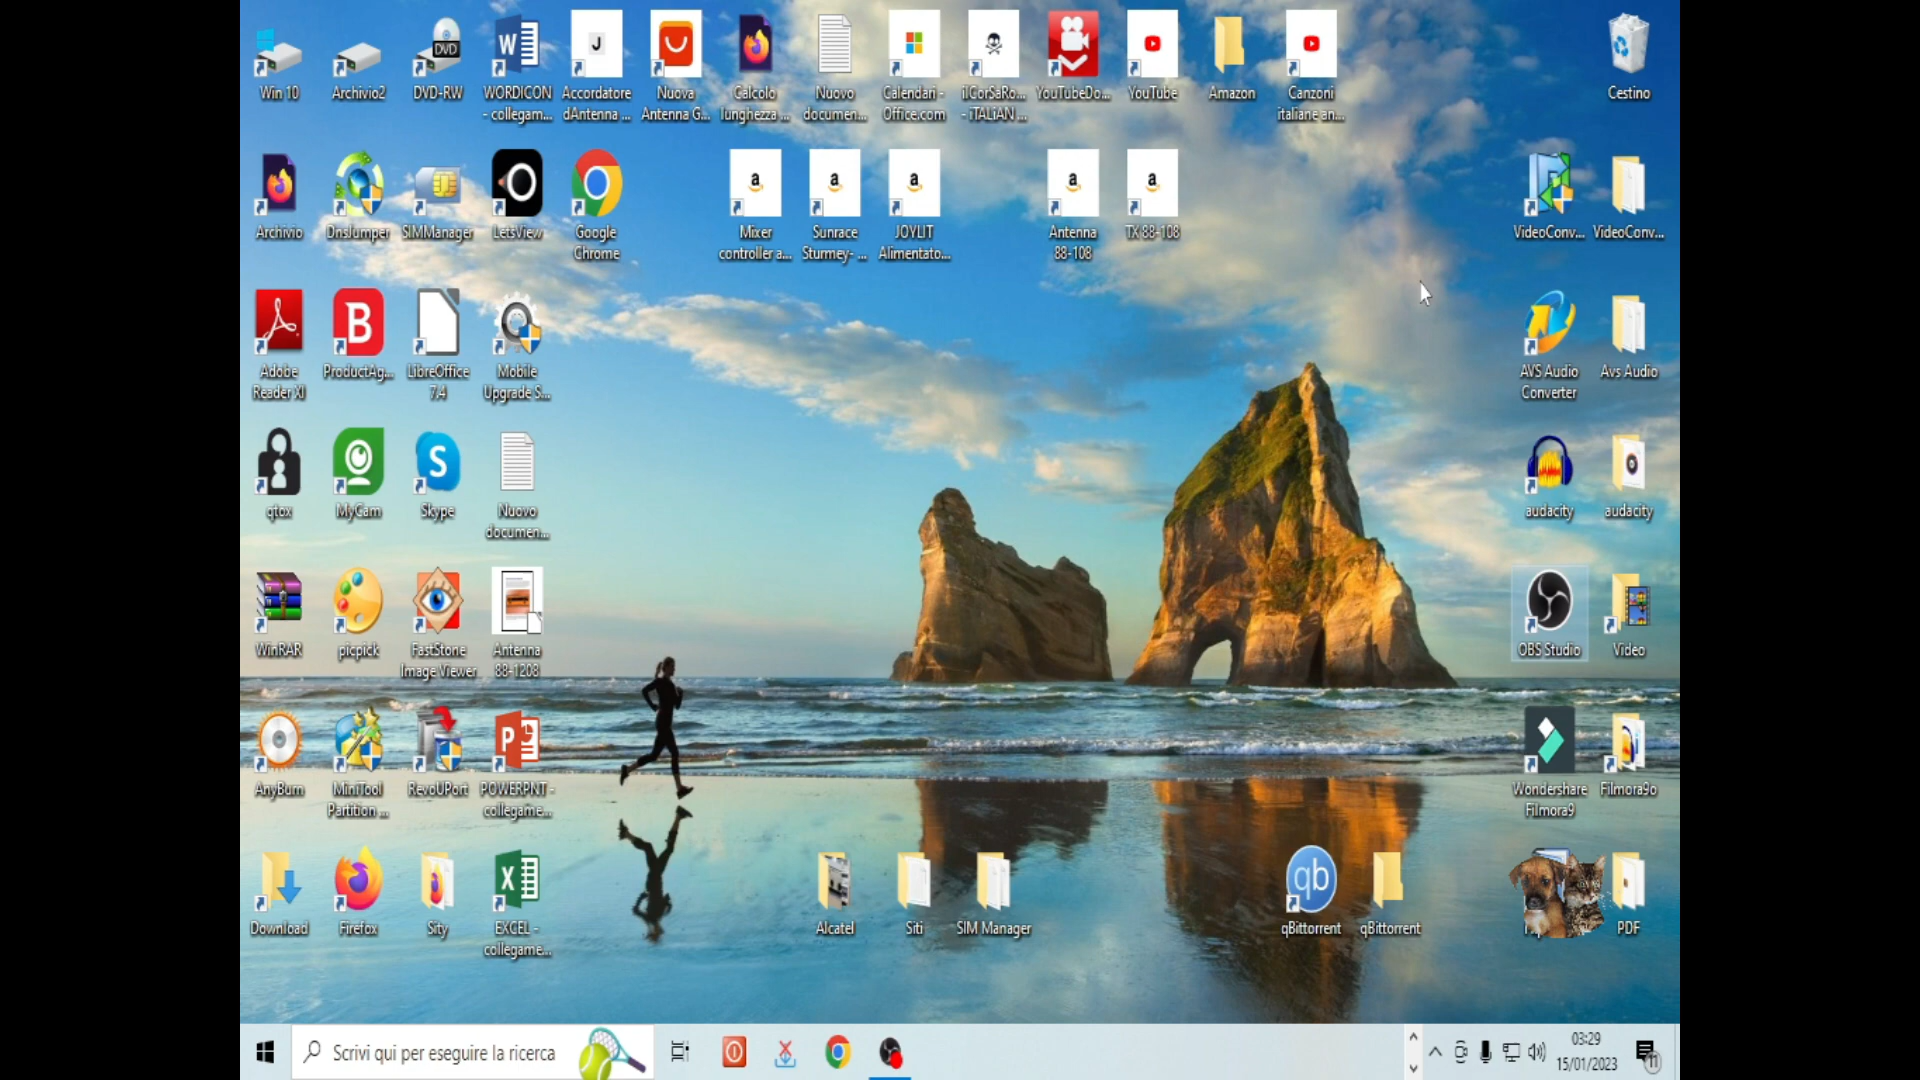 Win 10
Archivio2
DVD-RW
WORDICON
- collegam...
Accordatore
dAntenna ...
Nuova
Antenna G...
Calcolo
lunghezza ...
Nuovo
documen...
Calendari -
Office.com
ilCorSaRo...
- iTALiAN ...
YouTubeDo...
YouTube
Amazon
Canzoni
italiane an...
Cestino
Archivio
DnsJumper
SIMManager
LetsView
Google
Chrome
Mixer
controller a...
Sunrace
Sturmey- ...
JOYLIT
Alimentato...
Antenna
88-108
TX 88-108
VideoConv...
VideoConv...
Adobe
Reader XI
ProductAg...
LibreOffice
7.4
Mobile
Upgrade S...
AVS Audio
Converter
Avs Audio
qtox
MyCam
Skype
Nuovo
documen...
audacity
audacity
WinRAR
picpick
FastStone
Image Viewer
Antenna
88-1208
OBS Studio
Video
AnyBurn
MiniTool
Partition ...
RevoUPort
POWERPNT -
collegame...
Wondershare
Filmora9
Filmora9o
Download
Firefox
Sity
EXCEL -
collegame...
Alcatel
Siti
SIM Manager
qBittorrent
qBittorrent
PDF
Scrivi qui per eseguire la ricerca
03:29
15/01/2023
11